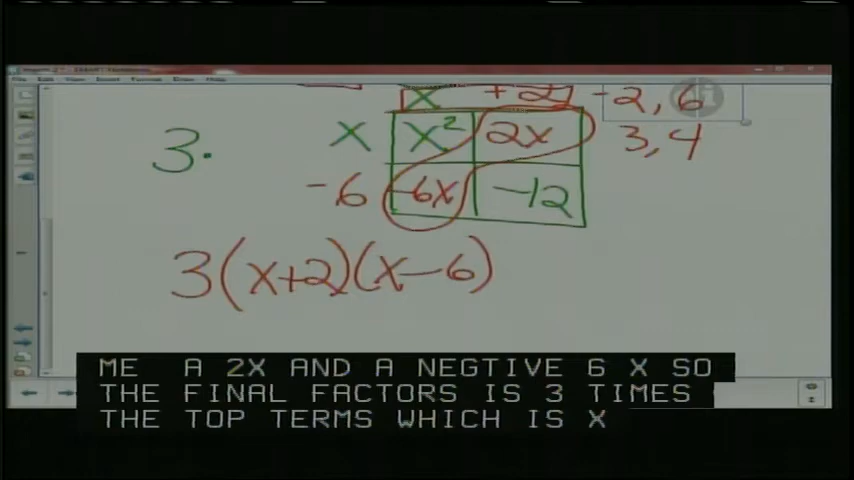 X +2 -2, 6
3. X X² 2X 3, 4
-6 -6X -12
3(X+2)(X-6)
ME A 2X AND A NEGTIVE 6 X SO
THE FINAL FACTORS IS 3 TIMES
THE TOP TERMS WHICH IS X